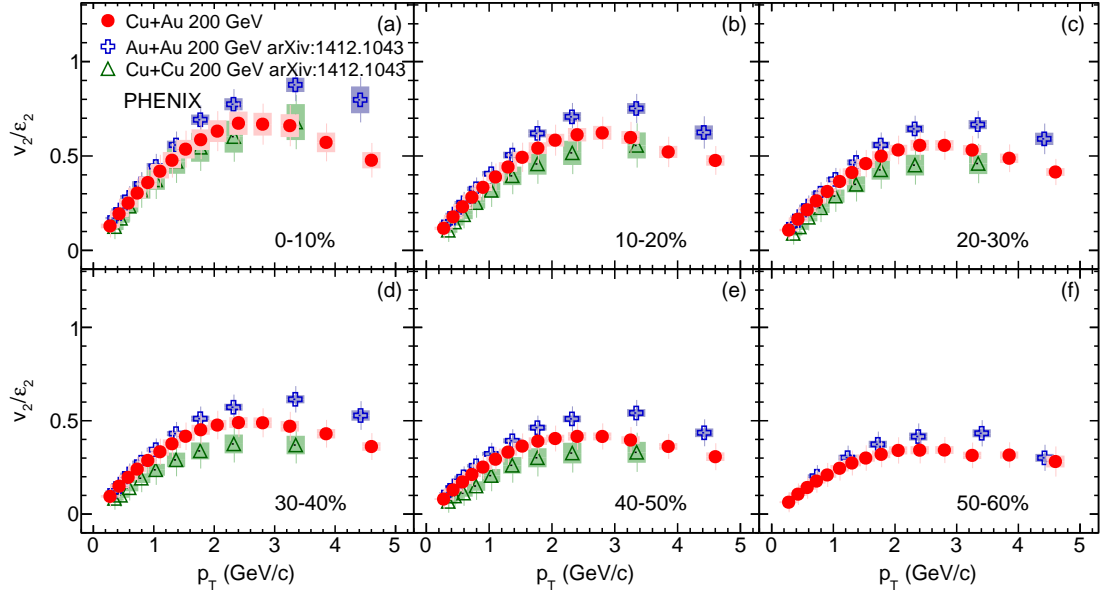 (a)
Cu+Au 200 GeV
Au+Au 200 GeV arXiv:1412.1043
Cu+Cu 200 GeV arXiv:1412.1043
PHENIX
v₂/ε₂
1
0.5
0
0-10%
(b)
10-20%
(c)
20-30%
(d)
v₂/ε₂
1
0.5
0
30-40%
0 1 2 3 4 5
p_T (GeV/c)
(e)
40-50%
0 1 2 3 4 5
p_T (GeV/c)
(f)
50-60%
0 1 2 3 4 5
p_T (GeV/c)